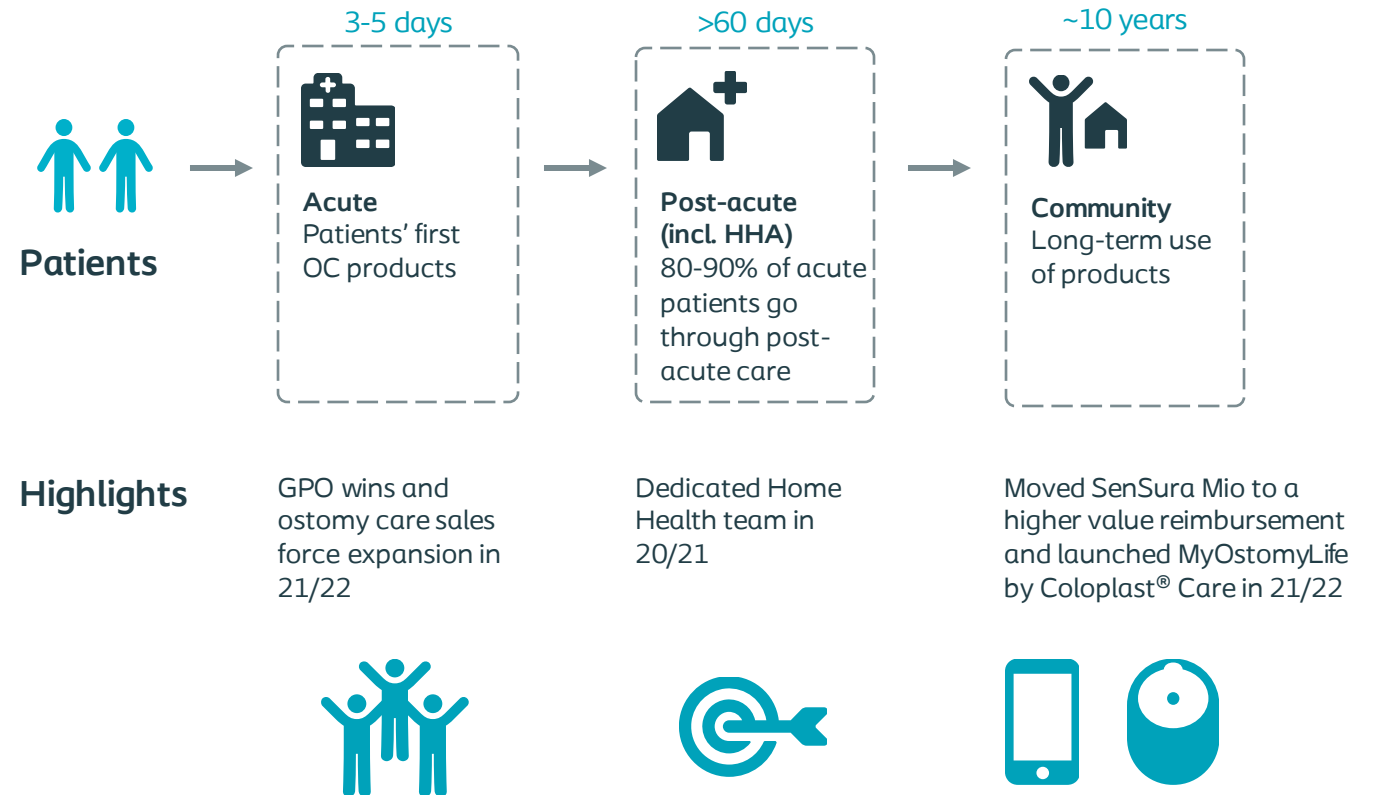 3-5 days
>60 days
~10 years
Patients
Acute
Patients’ first
OC products
Post-acute
(incl. HHA)
80-90% of acute
patients go
through post-
acute care
Community
Long-term use
of products
Highlights
GPO wins and
ostomy care sales
force expansion in
21/22
Dedicated Home
Health team in
20/21
Moved SenSura Mio to a
higher value reimbursement
and launched MyOstomyLife
by Coloplast® Care in 21/22